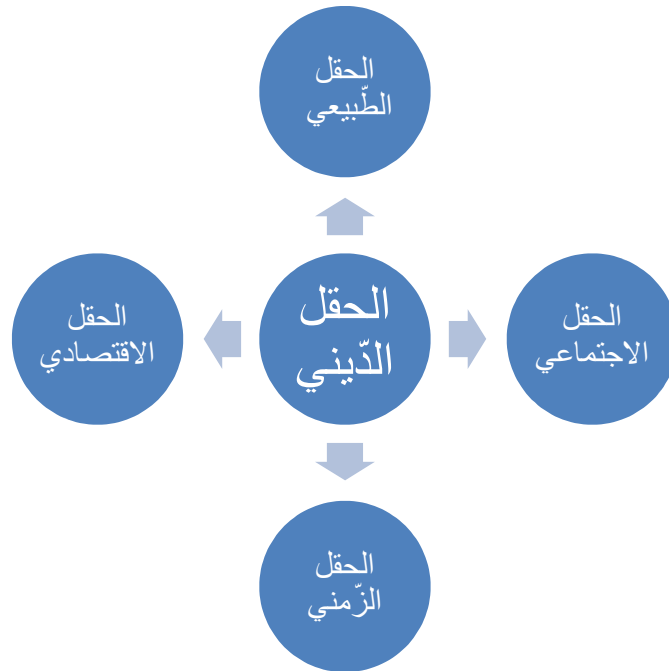 الحقل
الطّبيعي
الحقل
الاجتماعي
الحقل
الدّيني
الحقل
الاقتصادي
الحقل
الزّمني